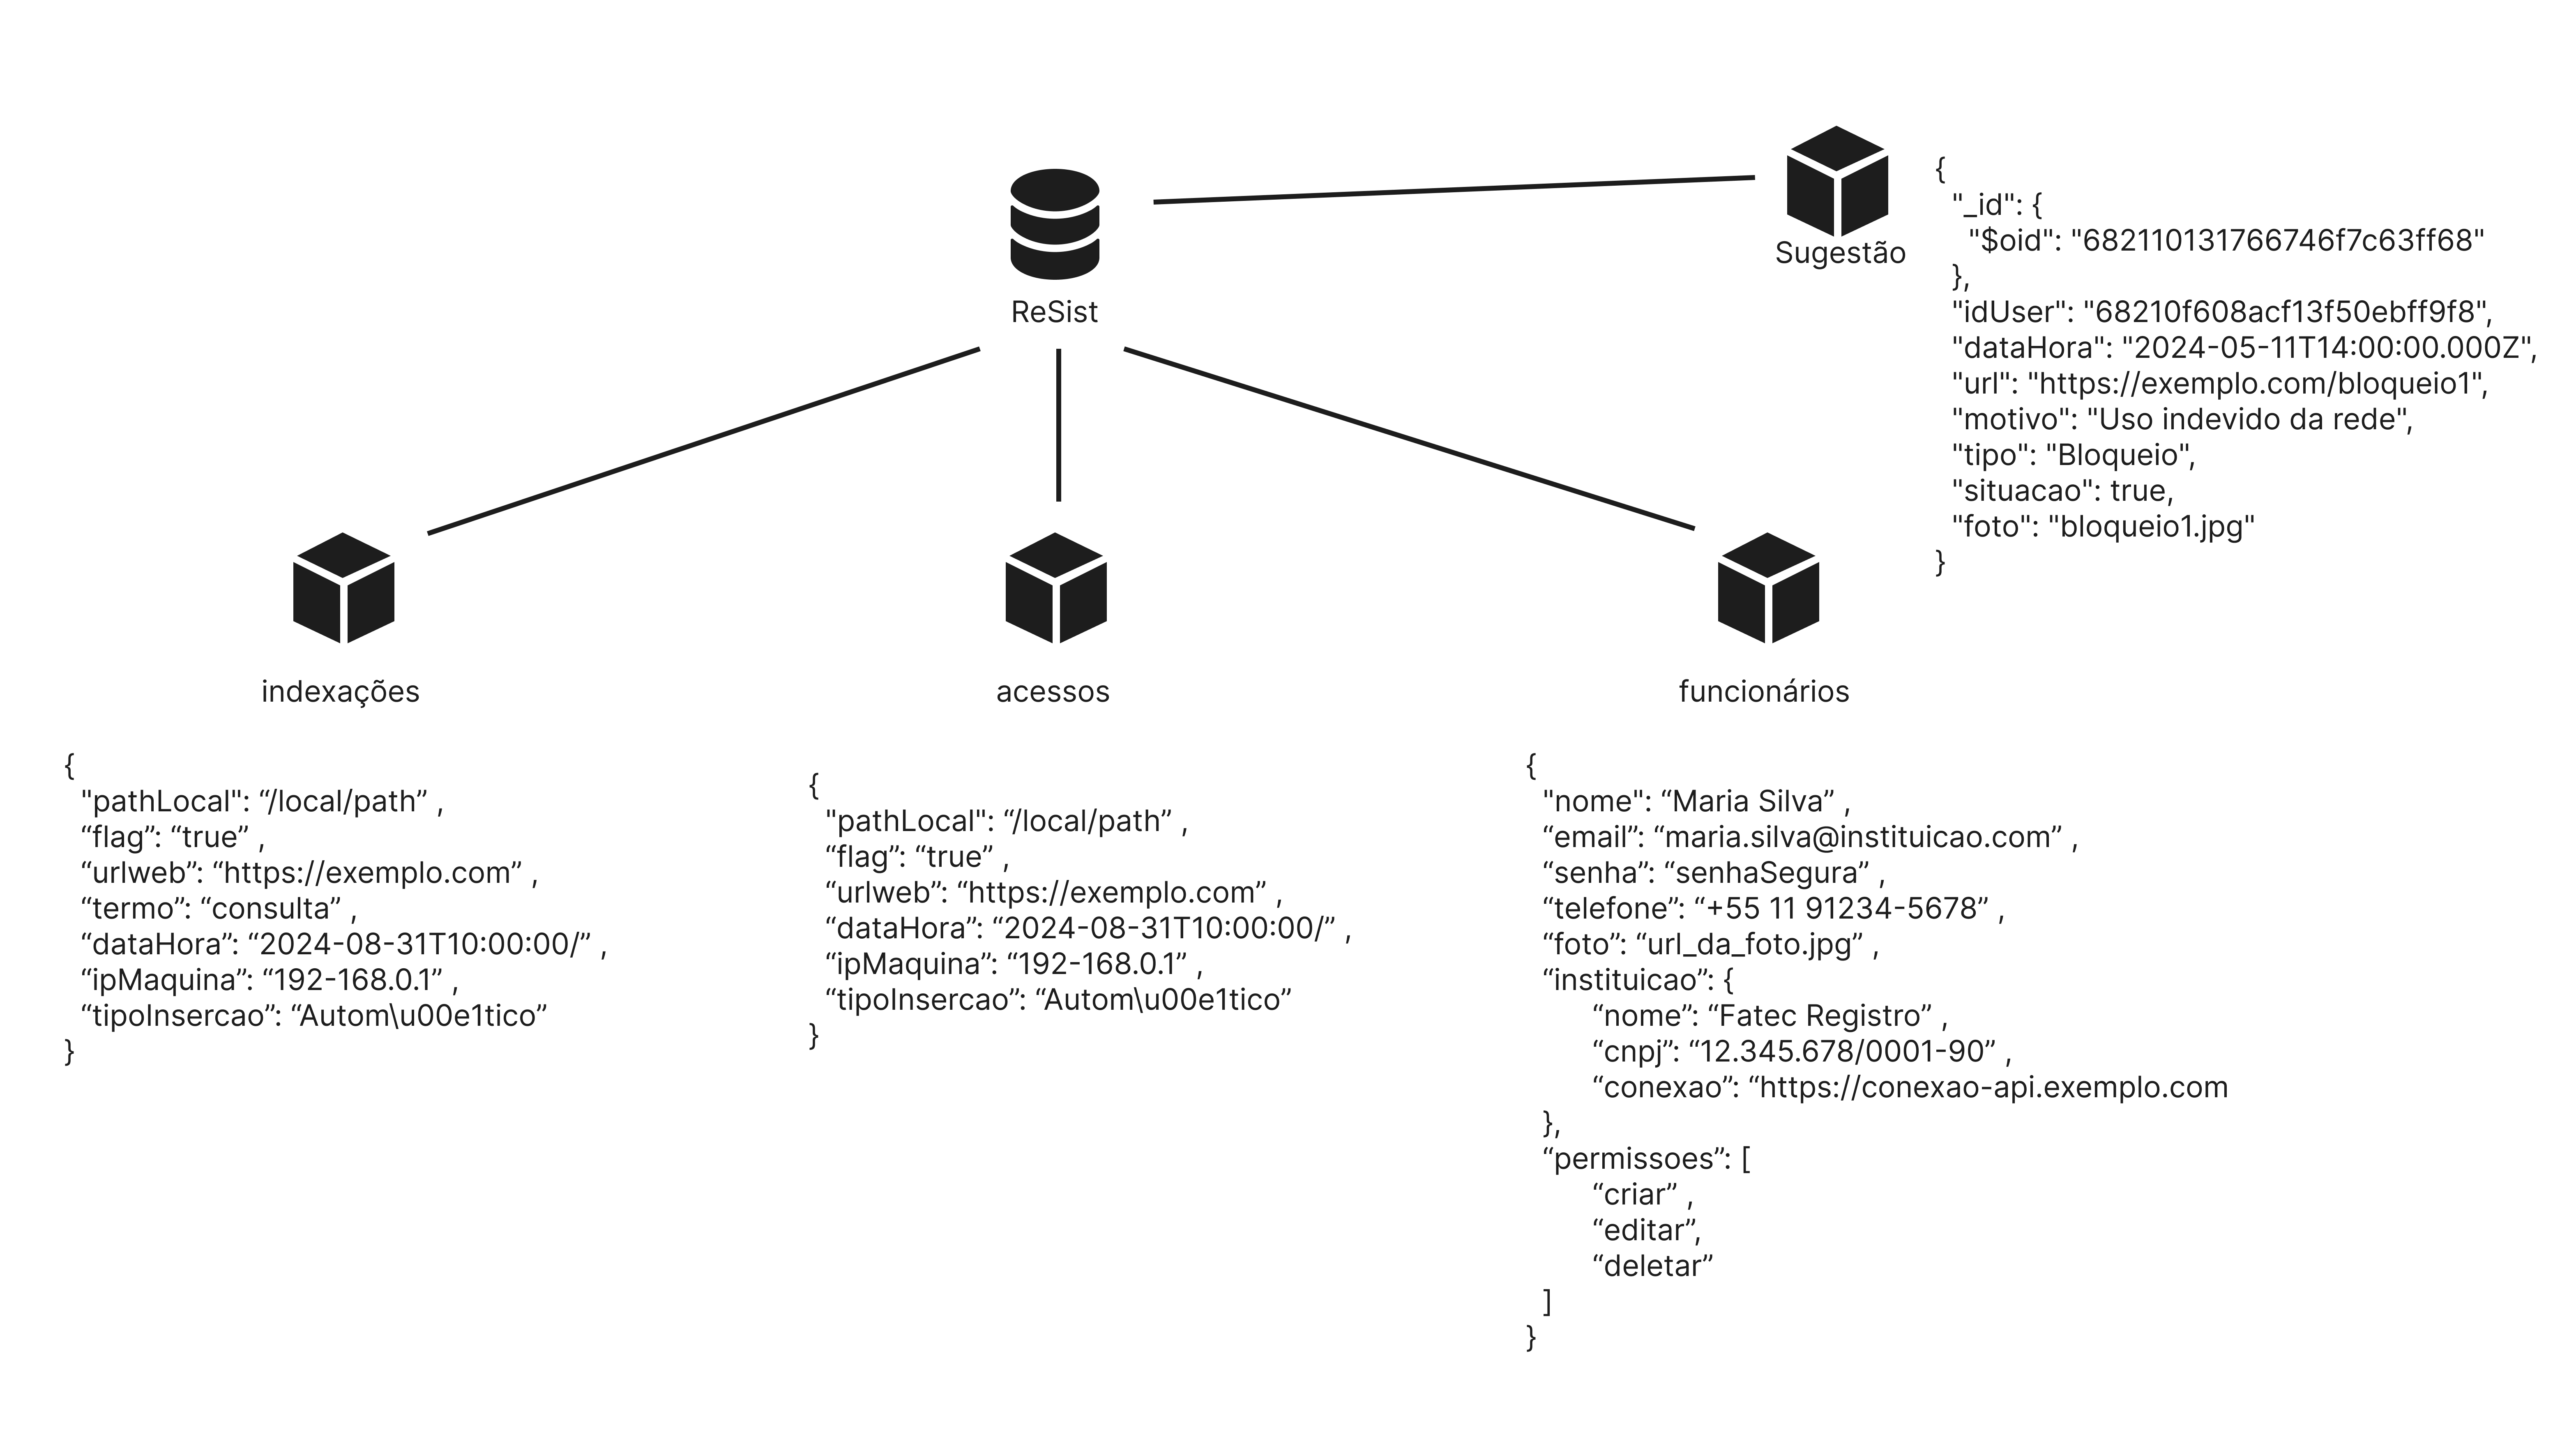 ReSist
Sugestão
{
"_id": {
"$oid": "682110131766746f7c63ff68"
},
"idUser": "68210f608acf13f50ebff9f8",
"dataHora": "2024-05-11T14:00:00.000Z",
"url": "https://exemplo.com/bloqueio1",
"motivo": "Uso indevido da rede",
"tipo": "Bloqueio",
"situacao": true,
"foto": "bloqueio1.jpg"
}
indexações
{
"pathLocal": “/local/path” ,
“flag”: “true” ,
“urlweb”: “https://exemplo.com” ,
“termo”: “consulta” ,
“dataHora”: “2024-08-31T10:00:00/” ,
“ipMaquina”: “192-168.0.1” ,
“tipoInsercao”: “Autom\u00e1tico”
}
acessos
{
"pathLocal": “/local/path” ,
“flag”: “true” ,
“urlweb”: “https://exemplo.com” ,
“dataHora”: “2024-08-31T10:00:00/” ,
“ipMaquina”: “192-168.0.1” ,
“tipoInsercao”: “Autom\u00e1tico”
}
funcionários
{
"nome": “Maria Silva” ,
“email”: “maria.silva@instituicao.com” ,
“senha”: “senhaSegura” ,
“telefone”: “+55 11 91234-5678” ,
“foto”: “url_da_foto.jpg” ,
“instituicao”: {
“nome”: “Fatec Registro” ,
“cnpj”: “12.345.678/0001-90” ,
“conexao”: “https://conexao-api.exemplo.com
},
“permissoes”: [
“criar” ,
“editar”,
“deletar”
]
}